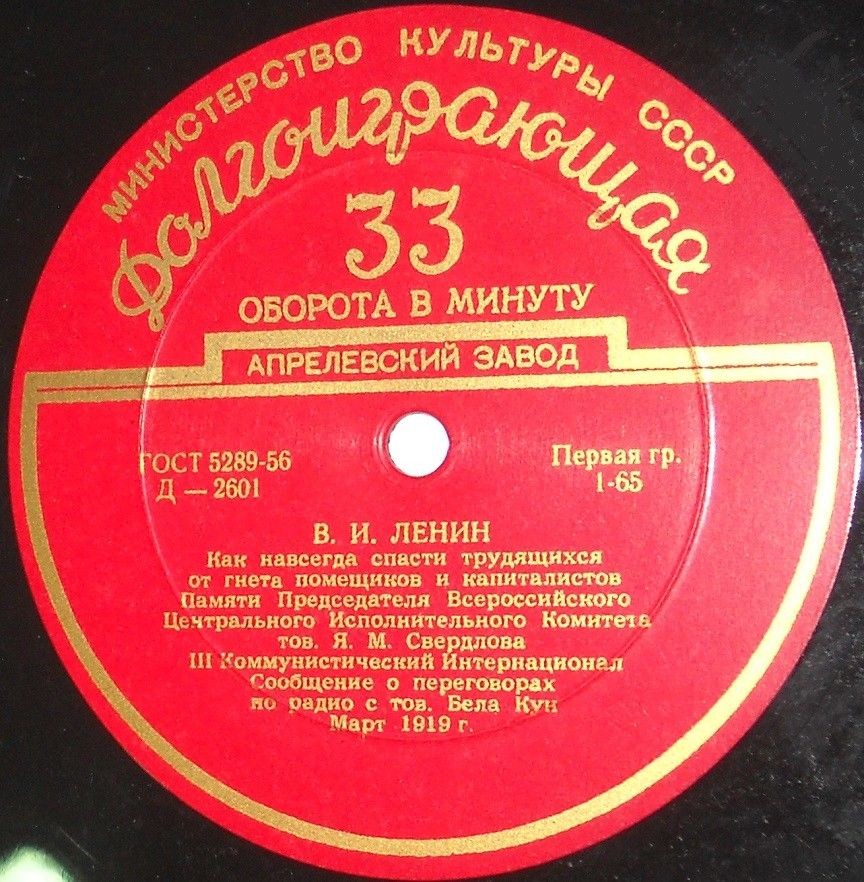 МИНИСТЕРСТВО КУЛЬТУРЫ СССР
Долгоиграющая
33
ОБОРОТА В МИНУТУ
АПРЕЛЕВСКИЙ ЗАВОД
ГОСТ 5289-56
Д — 2601
Первая гр.
1-65
В. И. ЛЕНИН
Как навсегда спасти трудящихся
от гнета помещиков и капиталистов
Памяти Председателя Всероссийского
Центрального Исполнительного Комитета
тов. Я. М. Свердлова
III Коммунистический Интернационал
Сообщение о переговорах
по радио с тов. Бела Кун
Март 1919 г.